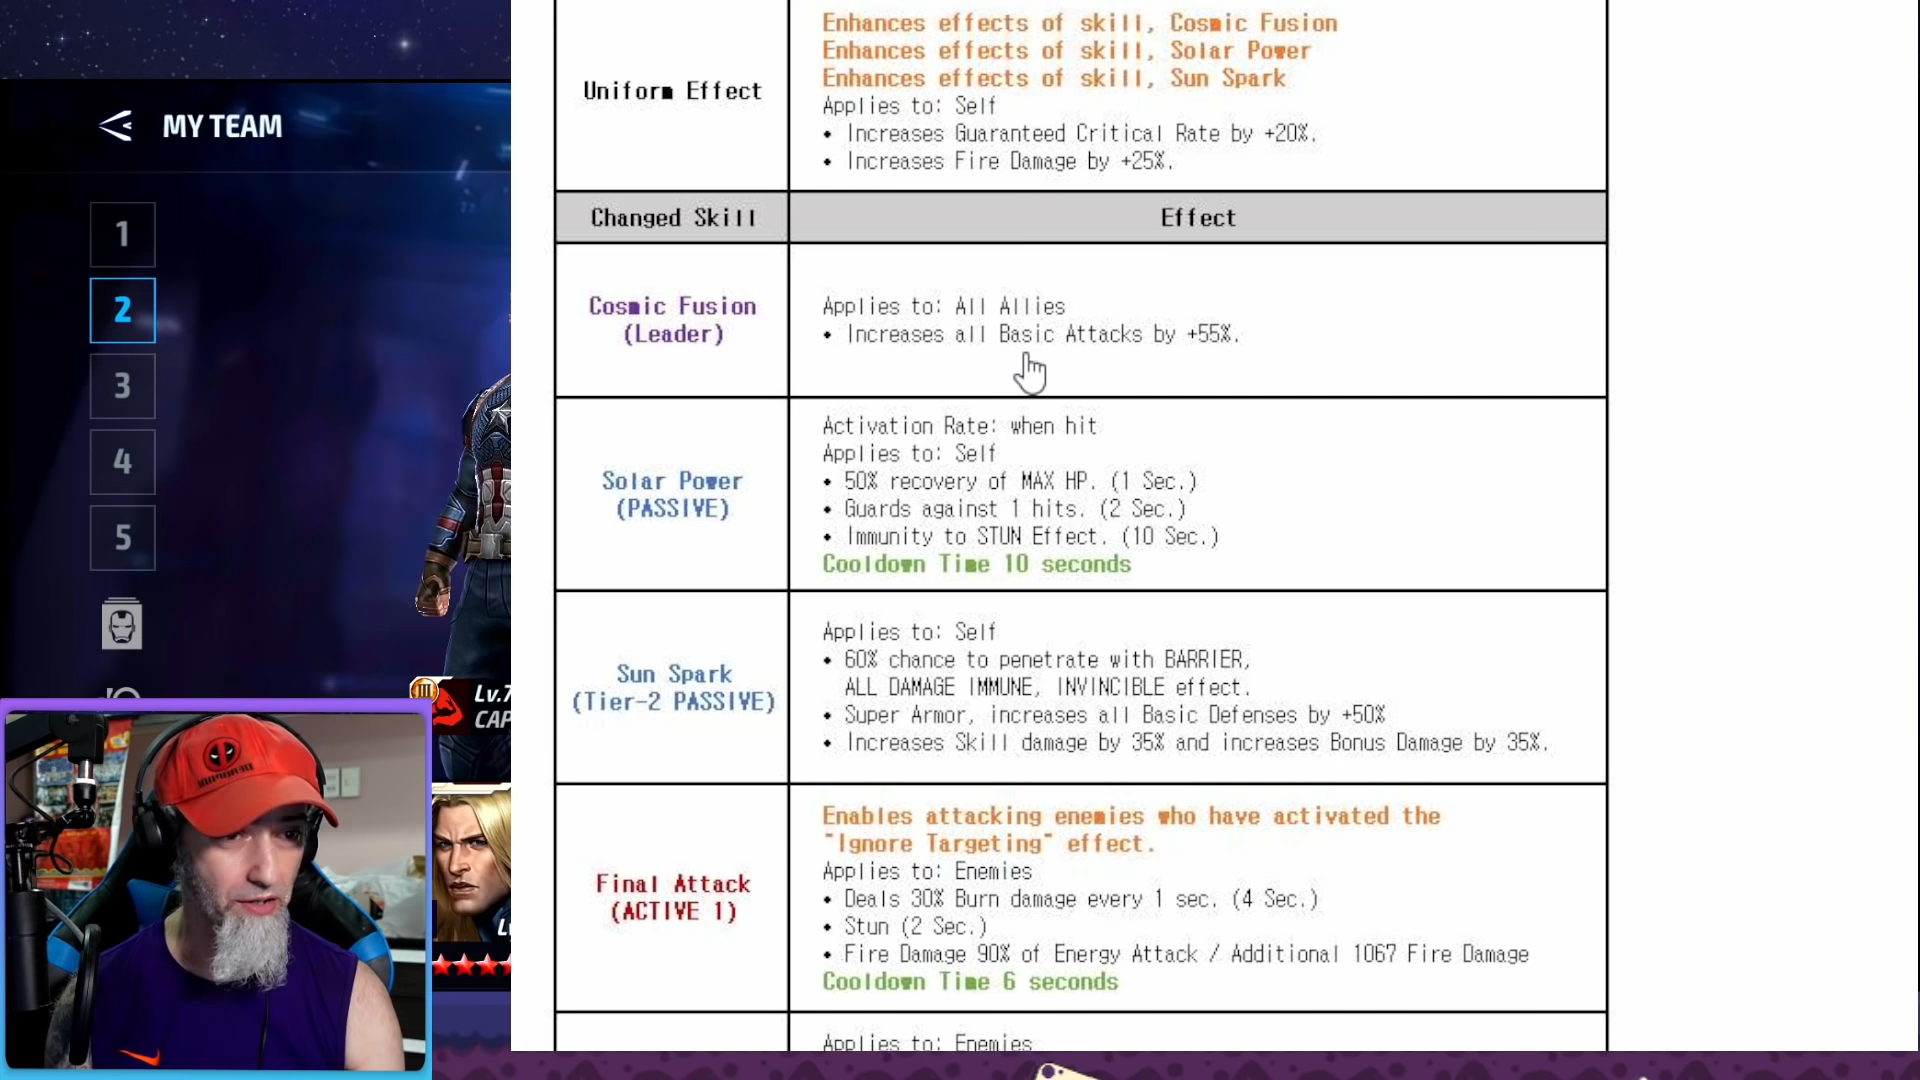 MY TEAM
1
2
3
4
5
III
Lv.7
CAP
Uniform Effect
Enhances effects of skill, Cosmic Fusion
Enhances effects of skill, Solar Power
Enhances effects of skill, Sun Spark
Applies to: Self
• Increases Guaranteed Critical Rate by +20%.
• Increases Fire Damage by +25%.
Changed Skill
Effect
Cosmic Fusion
(Leader)
Applies to: All Allies
• Increases all Basic Attacks by +55%.
Solar Power
(PASSIVE)
Activation Rate: when hit
Applies to: Self
• 50% recovery of MAX HP. (1 Sec.)
• Guards against 1 hits. (2 Sec.)
• Immunity to STUN Effect. (10 Sec.)
Cooldown Time 10 seconds
Sun Spark
(Tier-2 PASSIVE)
Applies to: Self
• 60% chance to penetrate with BARRIER,
ALL DAMAGE IMMUNE, INVINCIBLE effect.
• Super Armor, increases all Basic Defenses by +50%
• Increases Skill damage by 35% and increases Bonus Damage by 35%.
Final Attack
(ACTIVE 1)
Enables attacking enemies who have activated the
"Ignore Targeting" effect.
Applies to: Enemies
• Deals 30% Burn damage every 1 sec. (4 Sec.)
• Stun (2 Sec.)
• Fire Damage 90% of Energy Attack / Additional 1067 Fire Damage
Cooldown Time 6 seconds
Applies to: Enemies